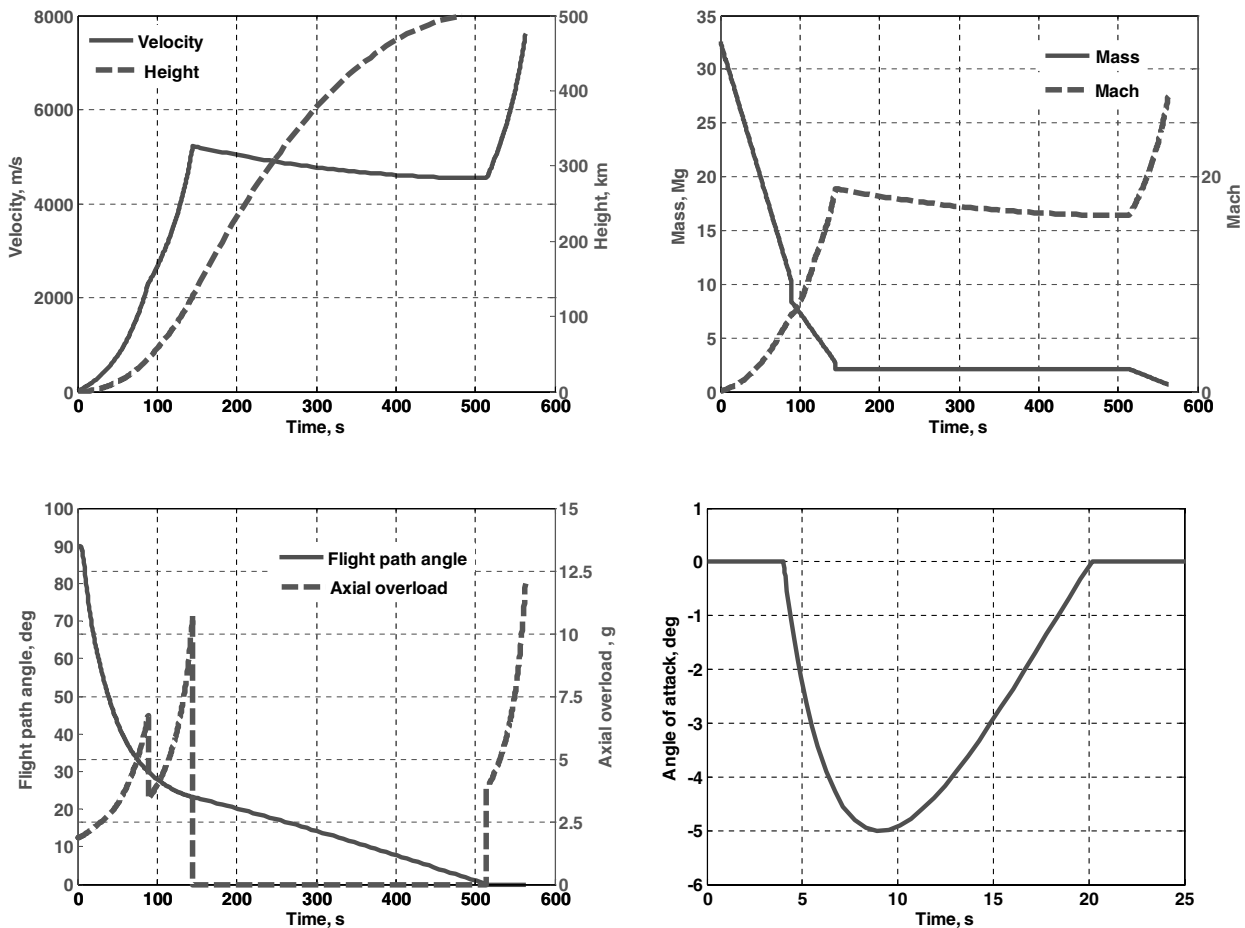 8000
6000
4000
2000
0
Velocity, m/s
500
400
300
200
100
0
Height, km
Velocity
Height
0 100 200 300 400 500 600
Time, s
35
30
25
20
15
10
5
0
Mass, Mg
20
0
Mach
Mass
Mach
0 100 200 300 400 500 600
Time, s
100
90
80
70
60
50
40
30
20
10
0
Flight path angle, deg
15
12.5
10
7.5
5
2.5
0
Axial overload , g
Flight path angle
Axial overload
0 100 200 300 400 500 600
Time, s
1
0
-1
-2
-3
-4
-5
-6
Angle of attack, deg
0 5 10 15 20 25
Time, s